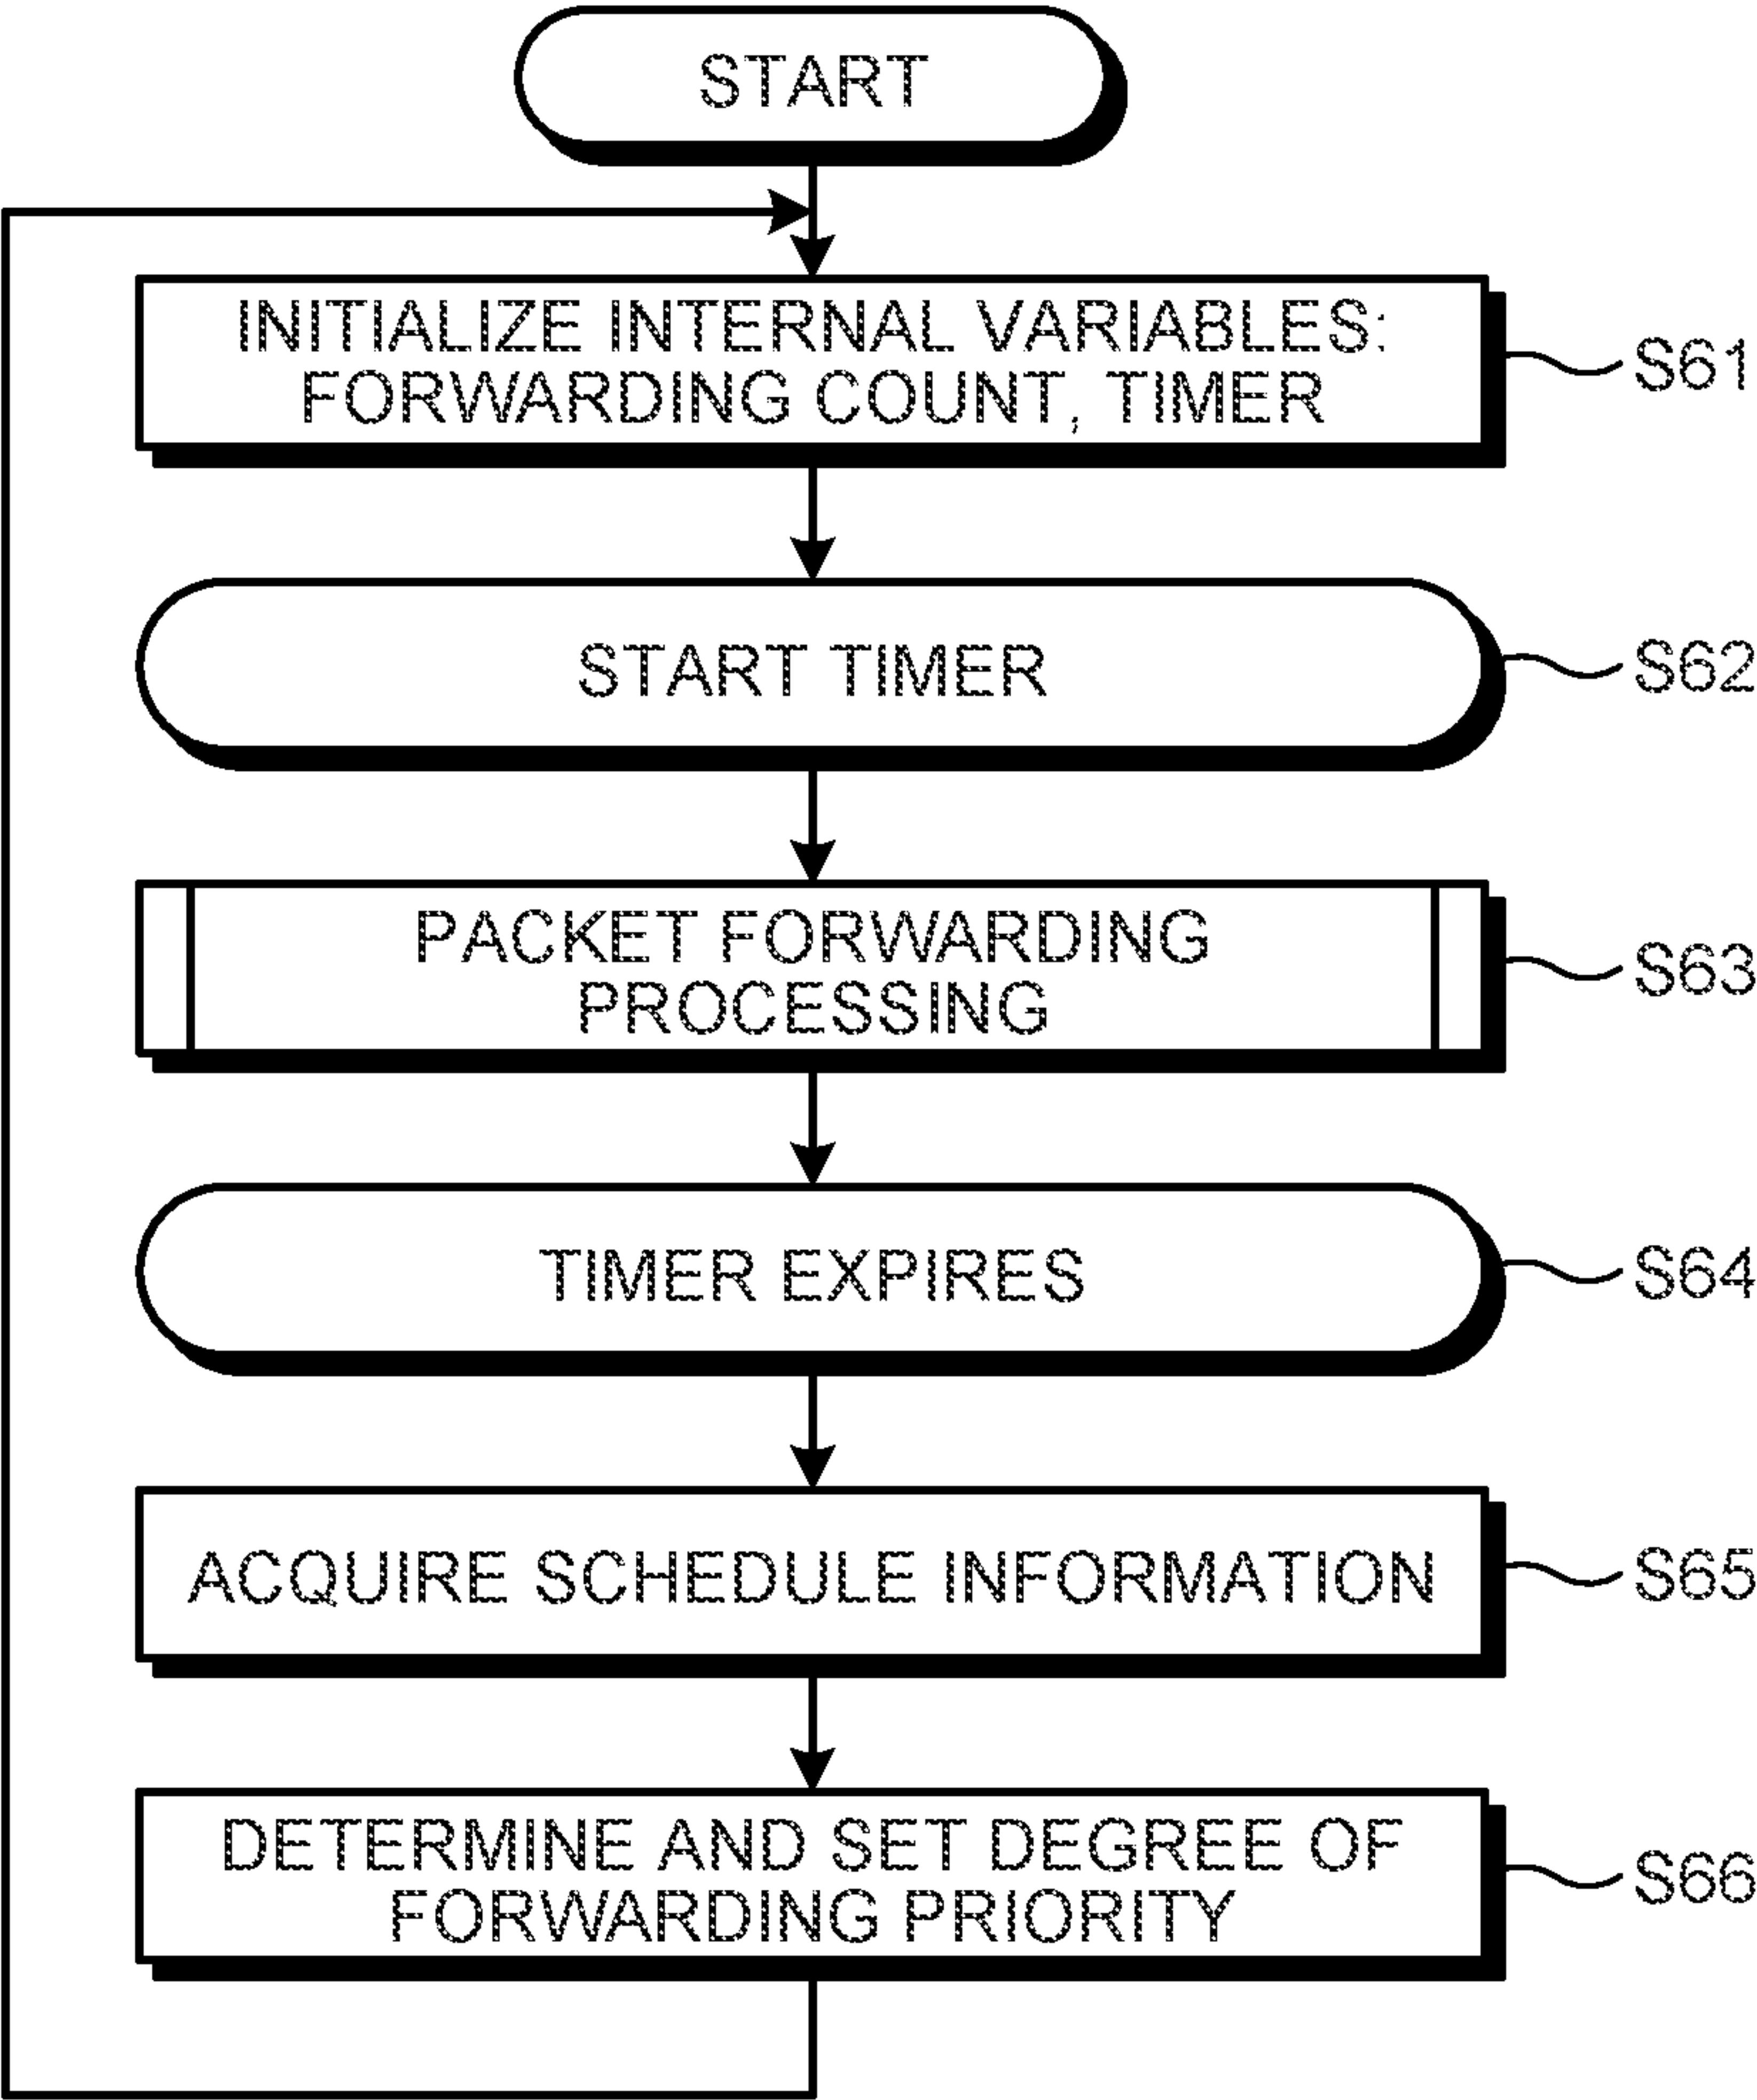 START
INITIALIZE INTERNAL VARIABLES:
FORWARDING COUNT, TIMER
S61
START TIMER
S62
PACKET FORWARDING
PROCESSING
S63
TIMER EXPIRES
S64
ACQUIRE SCHEDULE INFORMATION
S65
DETERMINE AND SET DEGREE OF
FORWARDING PRIORITY
S66